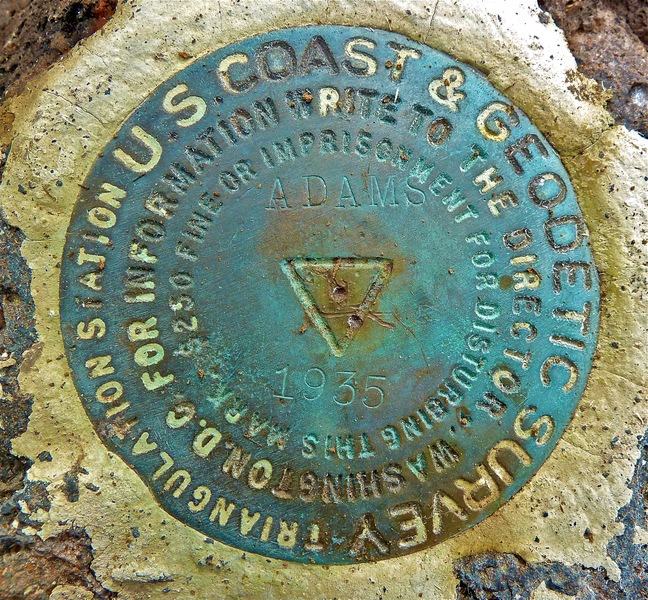 U.S. COAST & GEODETIC SURVEY
TRIANGULATION STATION
FOR INFORMATION WRITE TO THE DIRECTOR, WASHINGTON, D.C.
$250 FINE OR IMPRISONMENT FOR DISTURBING THIS MARK.
ADAMS
1935